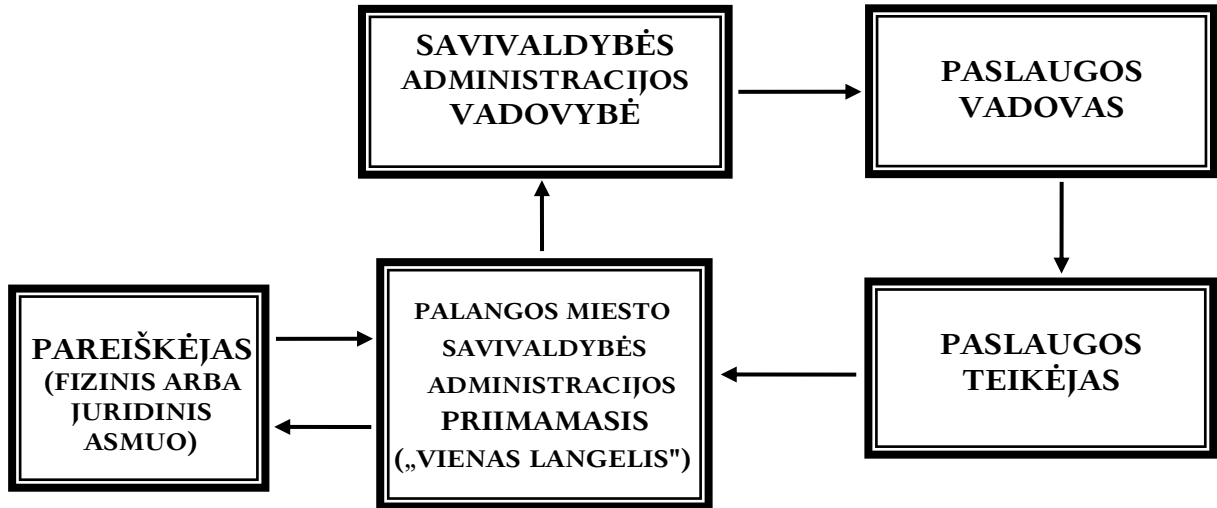 SAVIVALDYBĖS
ADMINISTRACIJOS
VADOVYBĖ
PASLAUGOS
VADOVAS
PAREIŠKĖJAS
(FIZINIS ARBA
JURIDINIS
ASMUO)
PALANGOS MIESTO
SAVIVALDYBĖS
ADMINISTRACIJOS
PRIIMAMASIS
(„VIENAS LANGELIS")
PASLAUGOS
TEIKĖJAS